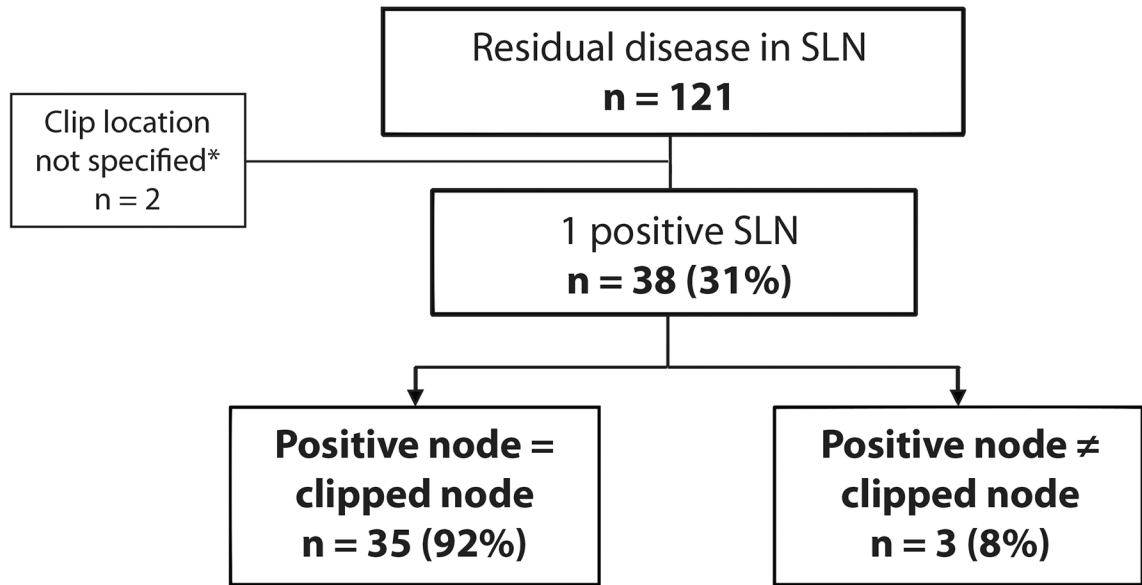 Residual disease in SLN
n = 121
Clip location
not specified*
n = 2
1 positive SLN
n = 38 (31%)
Positive node =
clipped node
n = 35 (92%)
Positive node ≠
clipped node
n = 3 (8%)